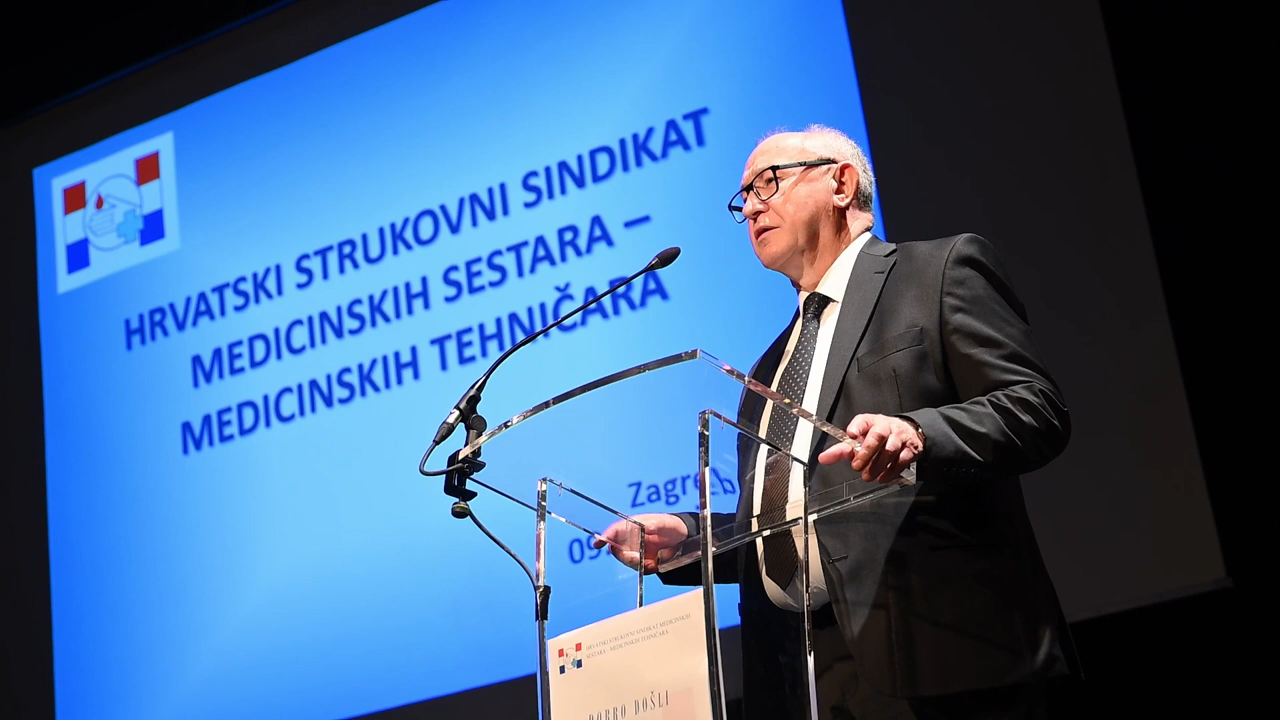 HRVATSKI STRUKOVNI SINDIKAT
MEDICINSKIH SESTARA –
MEDICINSKIH TEHNIČARA
Zagreb
HRVATSKI STRUKOVNI SINDIKAT MEDICINSKIH
SESTARA - MEDICINSKIH TEHNIČARA
DOBRO DOŠLI